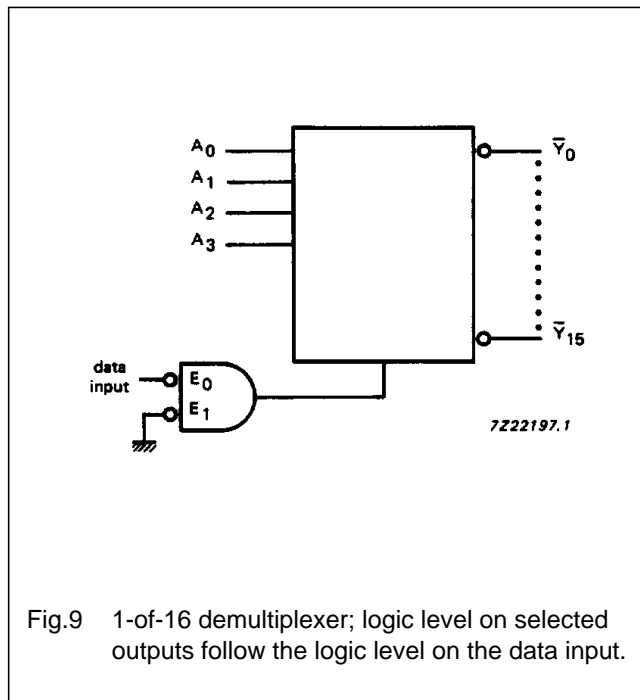 A0
A1
A2
A3
Y̅0
Y̅15
data
input
E0
E1
7Z22197.1
Fig.9 1-of-16 demultiplexer; logic level on selected
outputs follow the logic level on the data input.